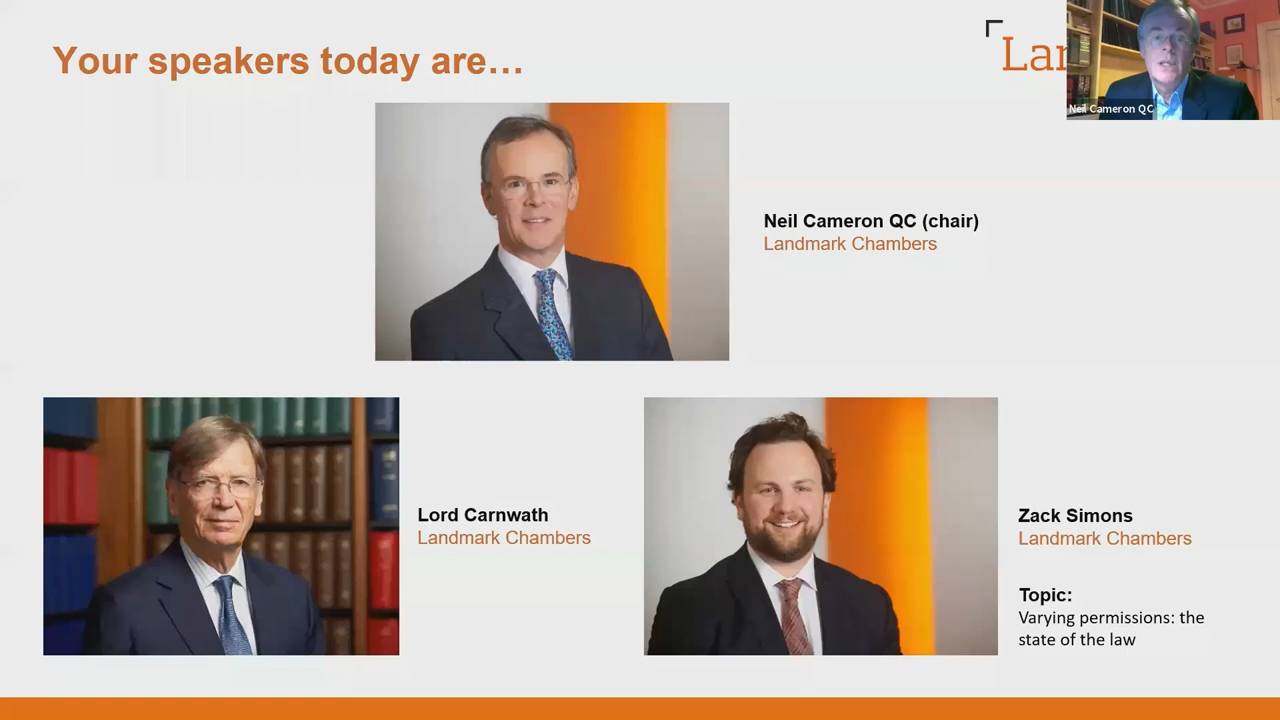 Your speakers today are...
Lan
Neil Cameron QC
Neil Cameron QC (chair)
Landmark Chambers
Lord Carnwath
Landmark Chambers
Zack Simons
Landmark Chambers
Topic:
Varying permissions: the
state of the law